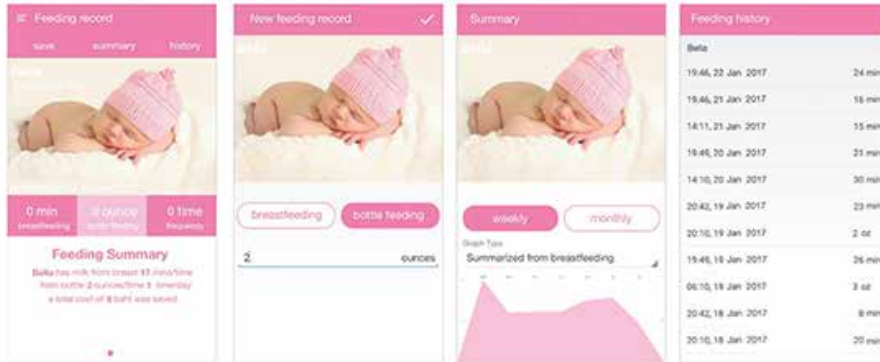 Feeding record
save summary history
Bella
0 min 0 ounce 0 time
breastfeeding bottle feeding frequency
Feeding Summary
Bella has milk from breast 17 mins/time
from bottle 2 ounces/time 1 time/day
a total cost of 8 baht was saved
New feeding record
breastfeeding bottle feeding
2 ounces
Summary
weekly monthly
Graph Type
Summarized from breastfeeding
Feeding history
Bella
19:46, 22 Jan 2017 24 min
19:46, 21 Jan 2017 16 min
14:11, 21 Jan 2017 15 min
19:49, 20 Jan 2017 21 min
14:10, 20 Jan 2017 30 min
20:42, 19 Jan 2017 23 min
20:10, 19 Jan 2017 2 oz
19:49, 19 Jan 2017 26 min
06:10, 19 Jan 2017 3 oz
20:42, 18 Jan 2017 8 min
20:10, 18 Jan 2017 20 min